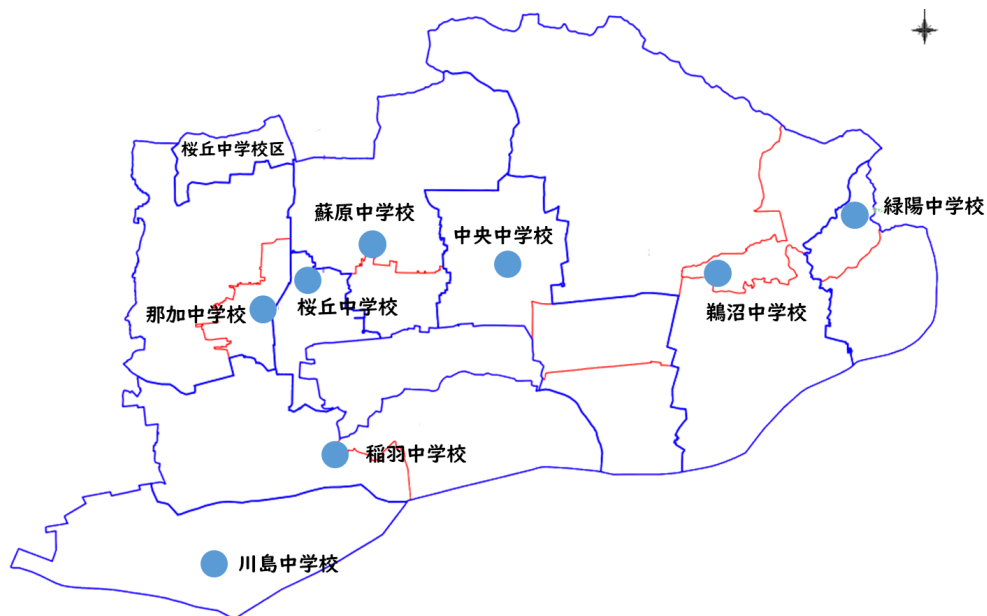 桜丘中学校区
緑陽中学校
蘇原中学校
中央中学校
那加中学校
桜丘中学校
鵜沼中学校
稲羽中学校
川島中学校